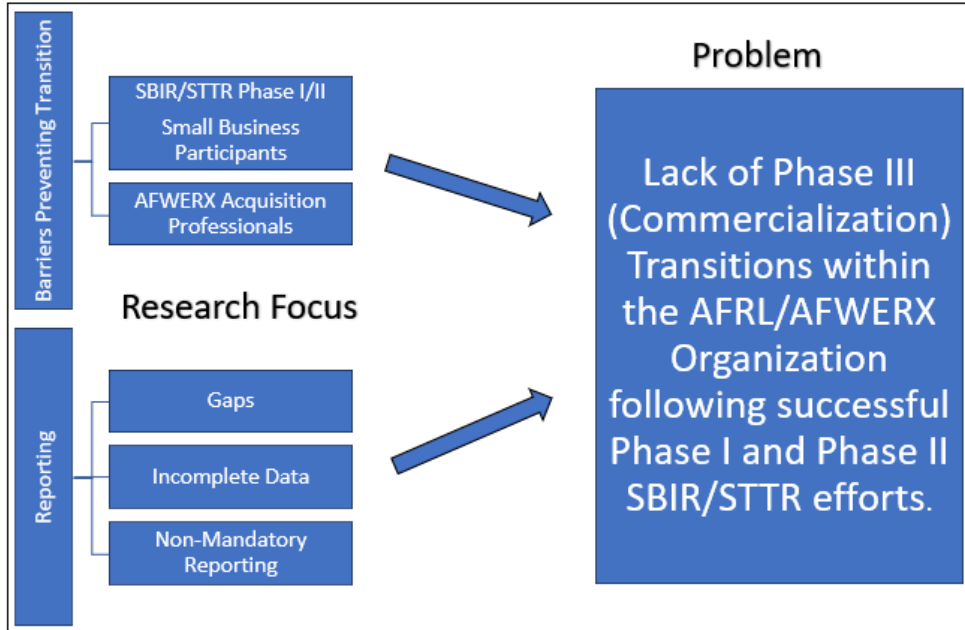 Barriers Preventing Transition
SBIR/STTR Phase I/II
Small Business
Participants
AFWERX Acquisition
Professionals
Research Focus
Reporting
Gaps
Incomplete Data
Non-Mandatory
Reporting
Problem
Lack of Phase III
(Commercialization)
Transitions within
the AFRL/AFWERX
Organization
following successful
Phase I and Phase II
SBIR/STTR efforts.